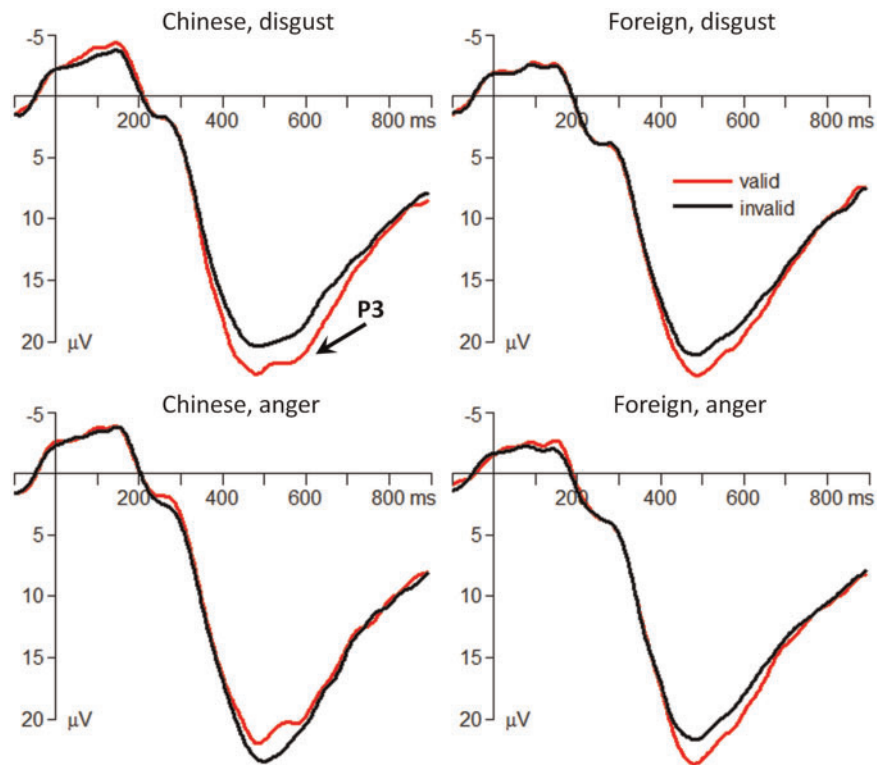 Chinese, disgust
-5
200 400 600 800 ms
5
10
15
20 μV
P3
Foreign, disgust
-5
200 400 600 800 ms
5
10
15
20 μV
valid
invalid
Chinese, anger
-5
200 400 600 800 ms
5
10
15
20 μV
Foreign, anger
-5
200 400 600 800 ms
5
10
15
20 μV